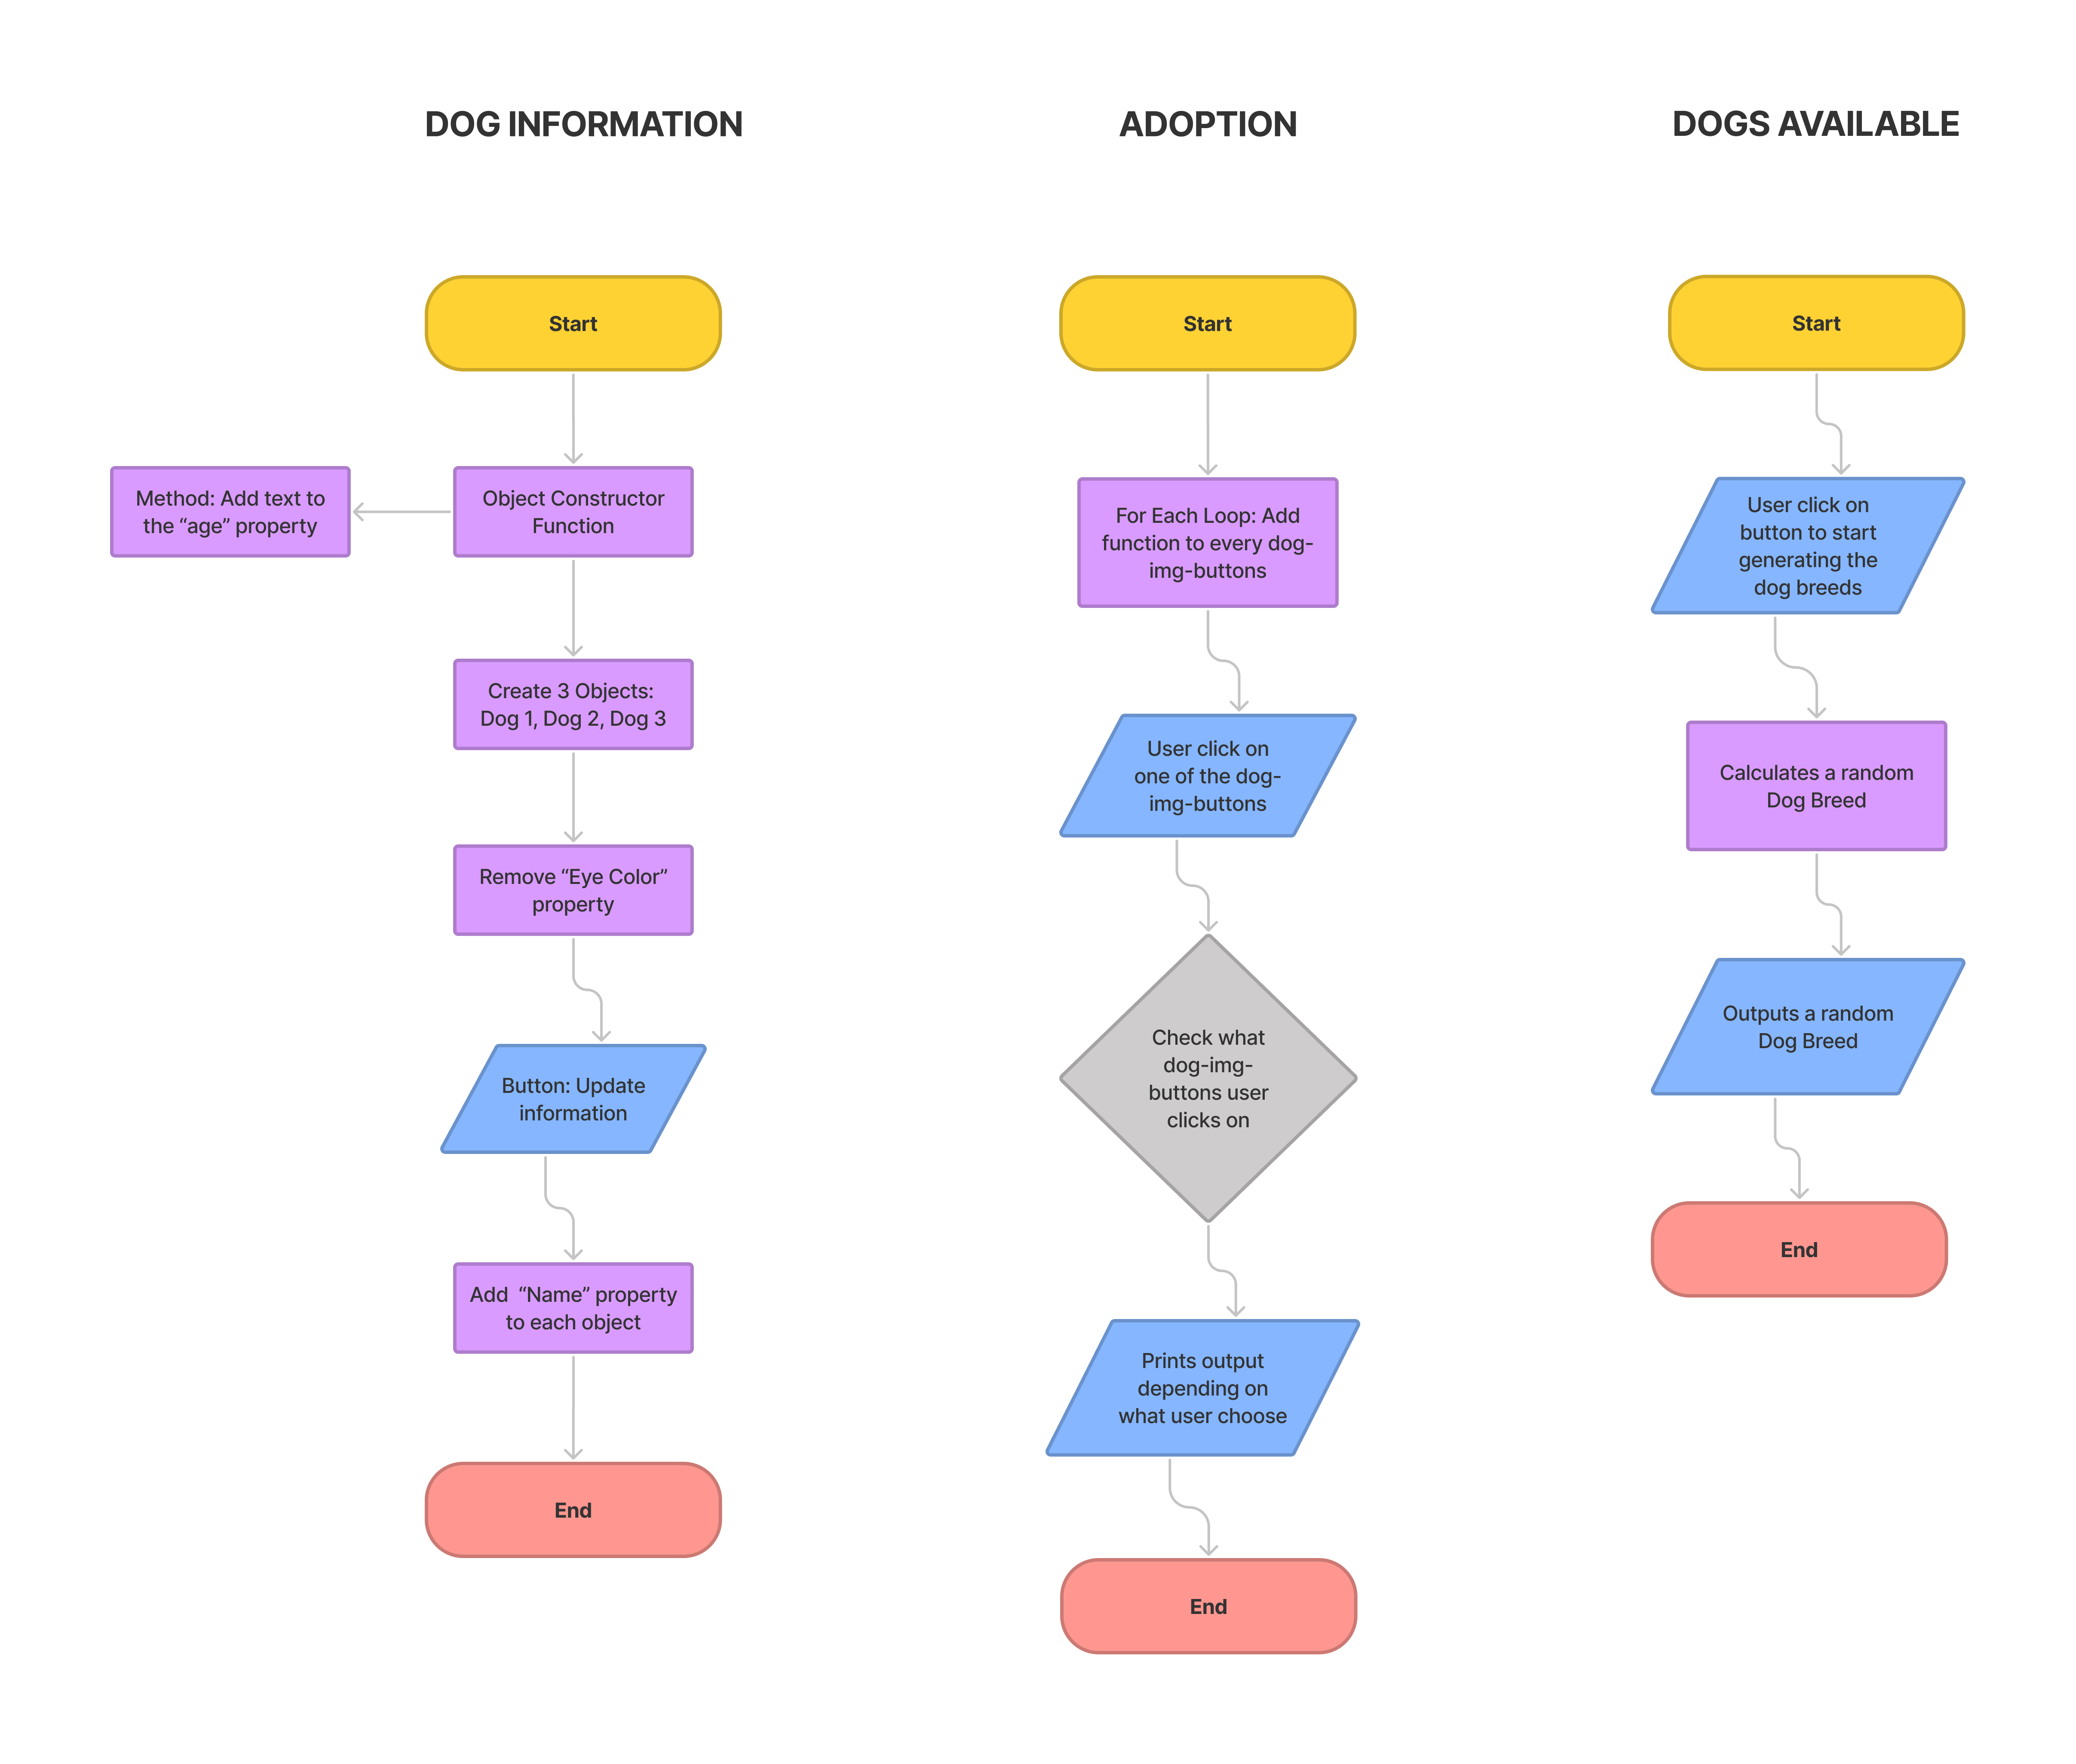 DOG INFORMATION
Start
Method: Add text to
the “age” property
Object Constructor
Function
Create 3 Objects:
Dog 1, Dog 2, Dog 3
Remove “Eye Color”
property
Button: Update
information
Add “Name” property
to each object
End
ADOPTION
Start
For Each Loop: Add
function to every dog-
img-buttons
User click on
one of the dog-
img-buttons
Check what
dog-img-
buttons user
clicks on
Prints output
depending on
what user choose
End
DOGS AVAILABLE
Start
User click on
button to start
generating the
dog breeds
Calculates a random
Dog Breed
Outputs a random
Dog Breed
End